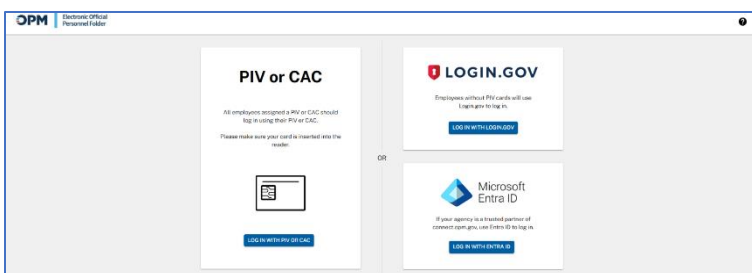 OPM
Electronic Official
Personnel Folder
?
PIV or CAC
All employees assigned a PIV or CAC should
log in using their PIV or CAC.
Please make sure your card is inserted into the
reader.
LOG IN WITH PIV OR CAC
OR
LOGIN.GOV
Employees without PIV cards will use
Login.gov to log in.
LOG IN WITH LOGIN.GOV
Microsoft
Entra ID
If your agency is a trusted partner of
connect.opm.gov, use Entra ID to log in.
LOG IN WITH ENTRA ID